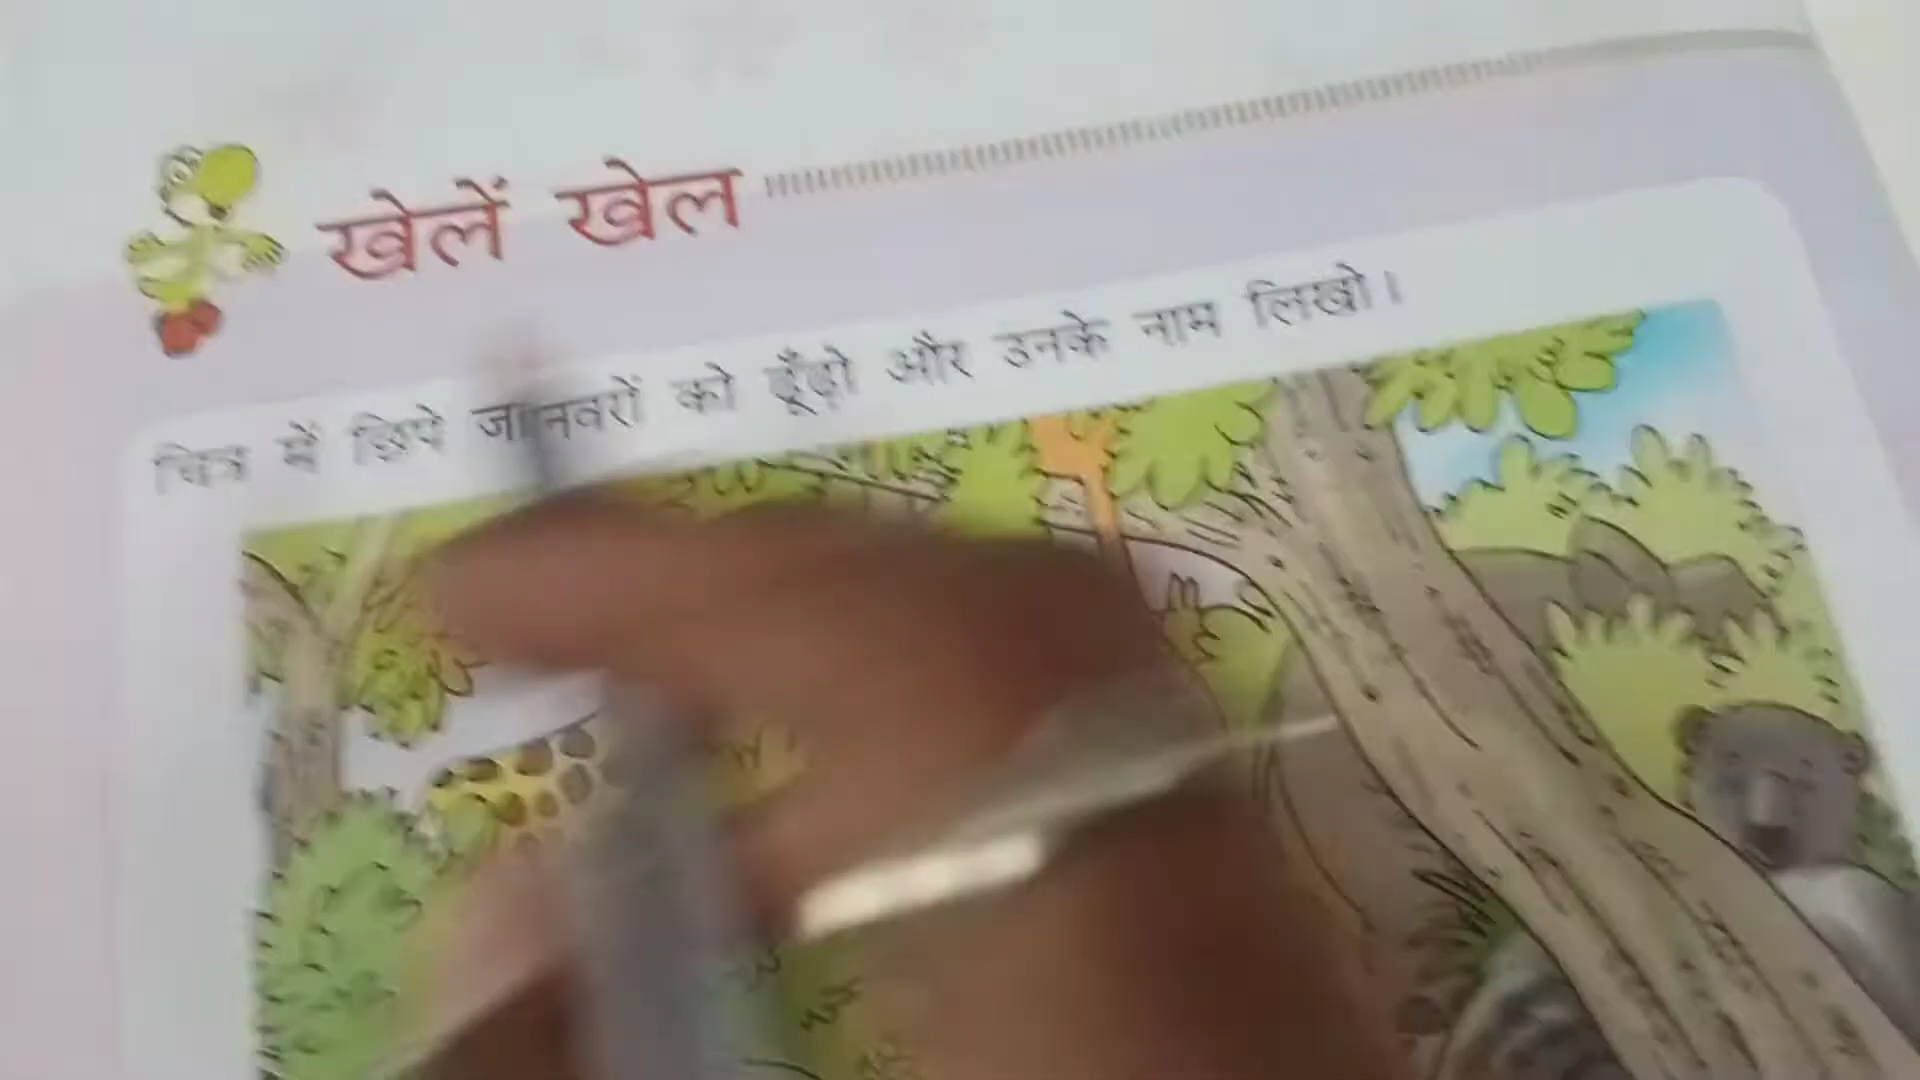 खेलें खेल
चित्र में छिपे जानवरों को ढूँढ़ो और उनके नाम लिखो।